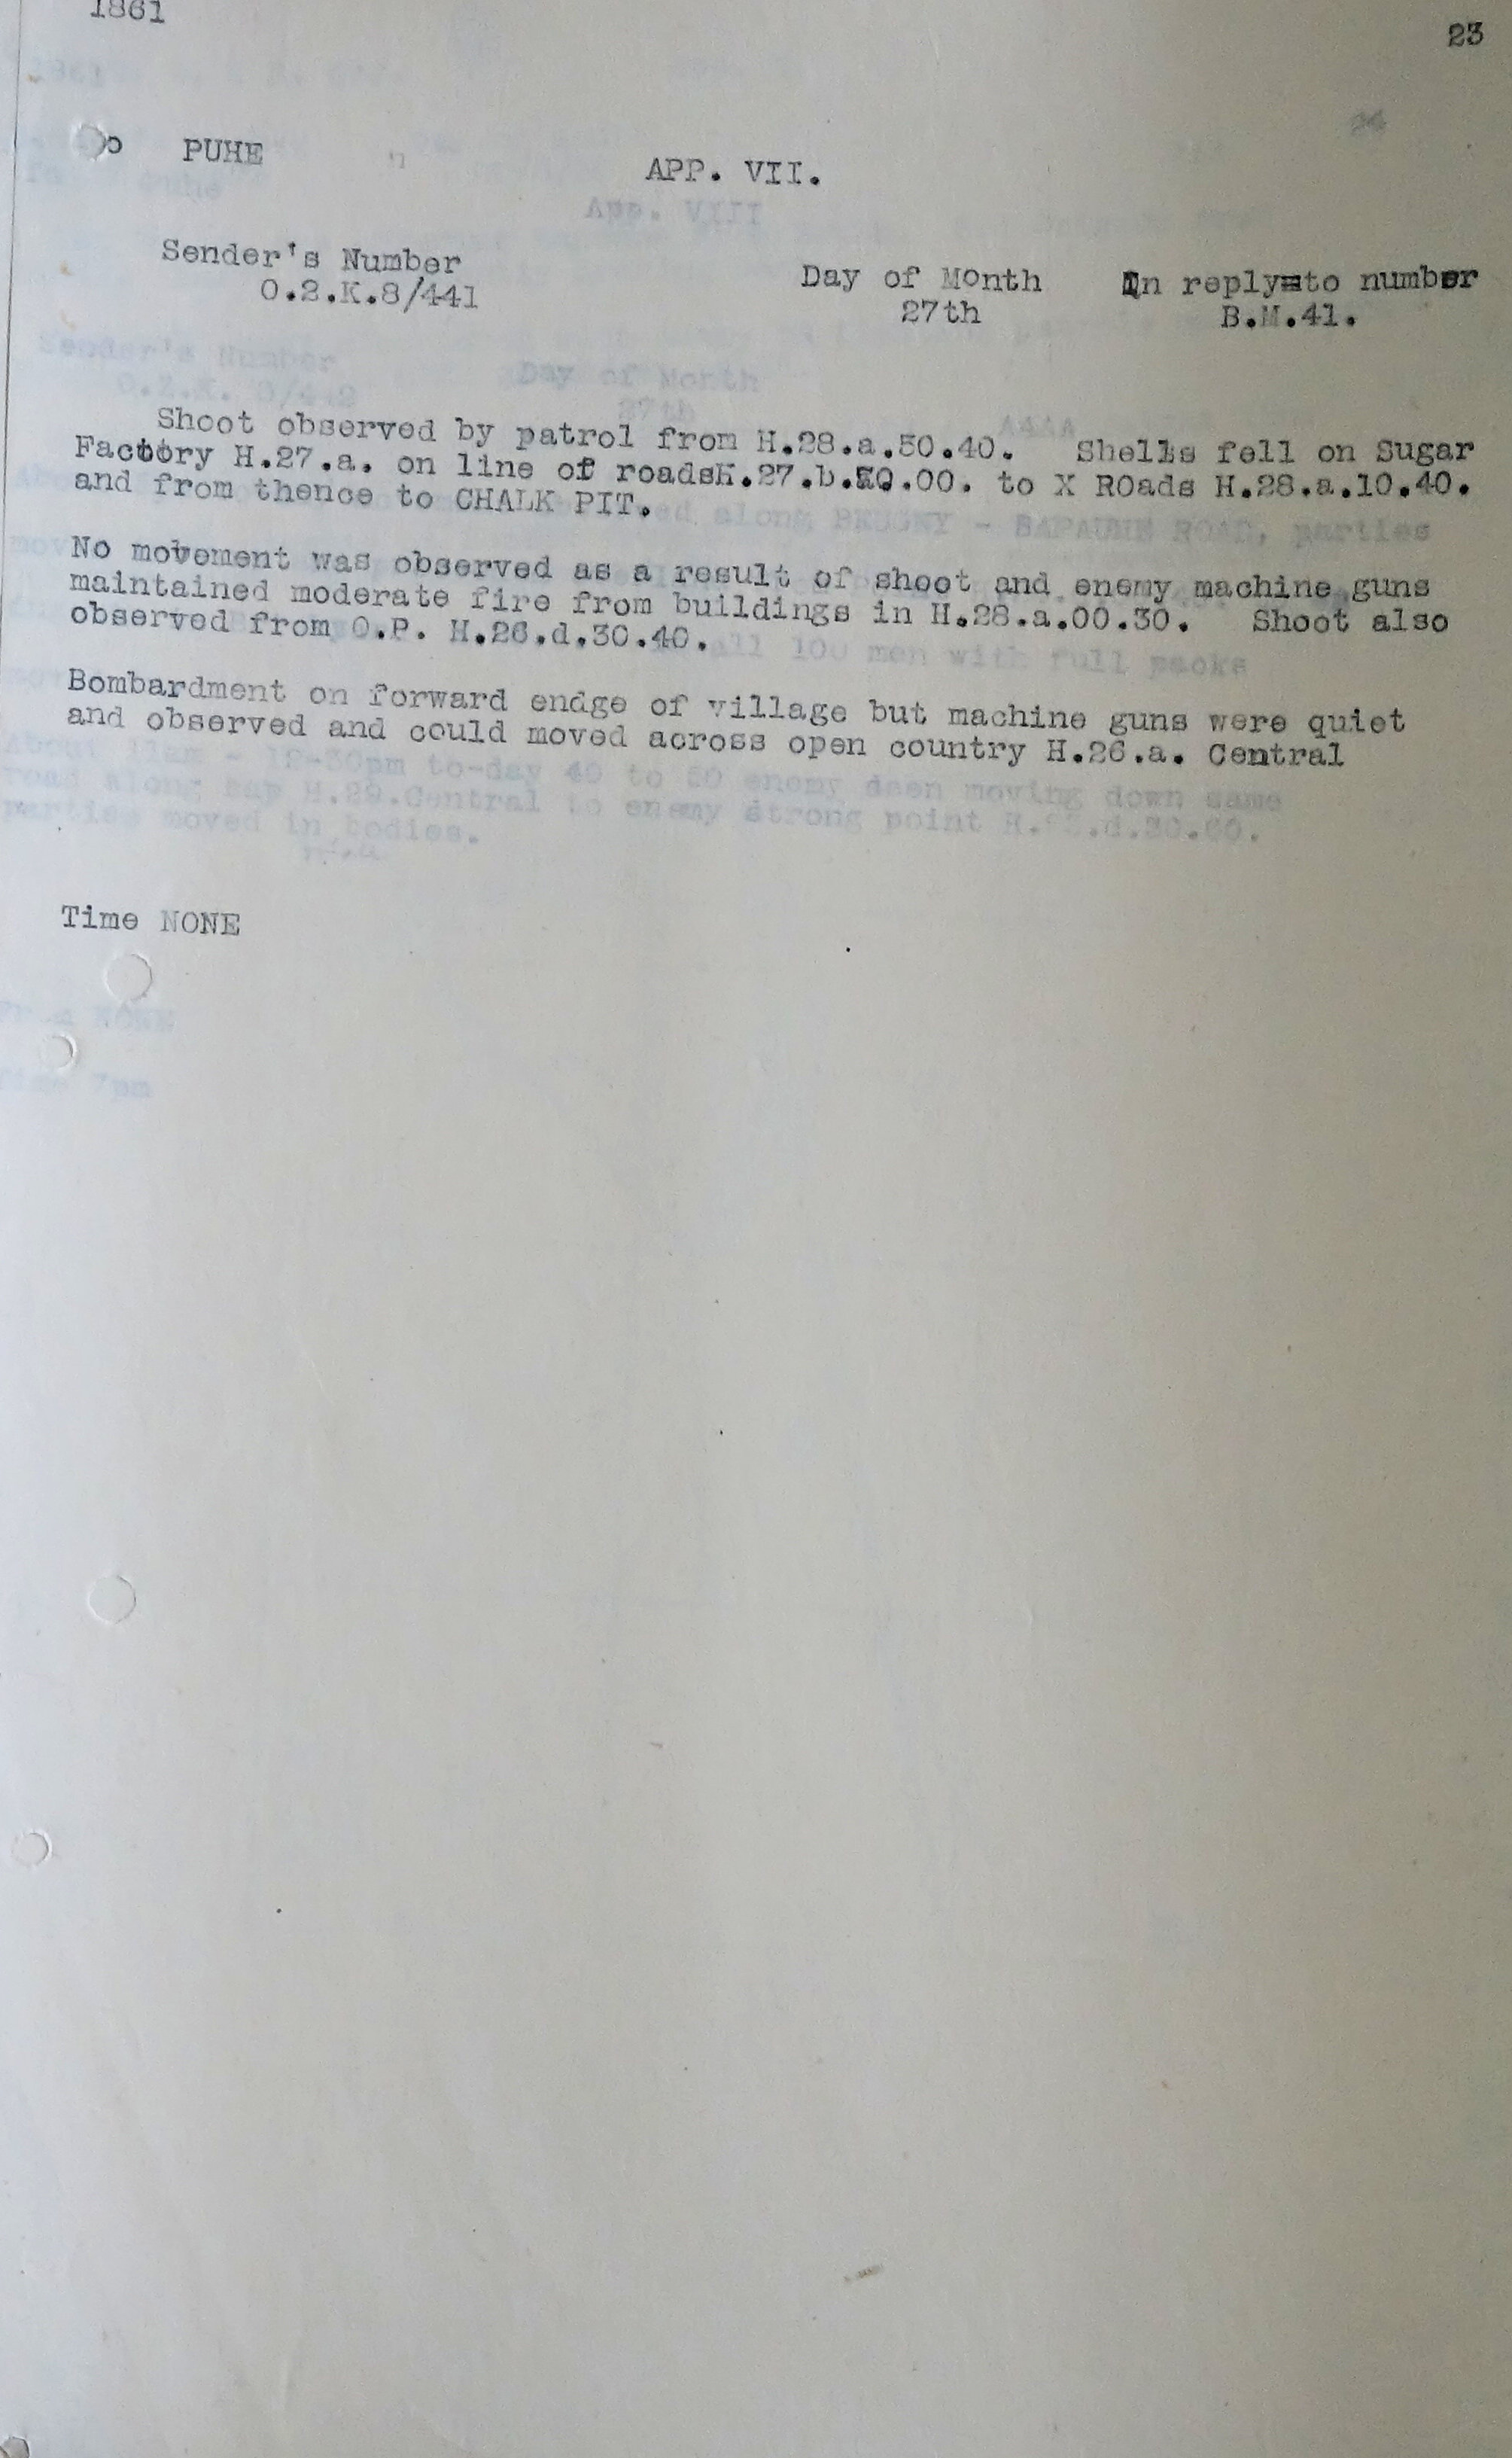 1861
23
PUHE
APP. VII.
Sender's Number
O.2.K.8/441
Day of Month
27th
In reply to number
B.M.41.
Shoot observed by patrol from H.28.a.50.40. Shells fell on Sugar
Factory H.27.a. on line of roads H.27.b. .00. to X ROads H.28.a.10.40.
and from thence to CHALK PIT.
No movement was observed as a result of shoot and enemy machine guns
maintained moderate fire from buildings in H.28.a.00.30. Shoot also
observed from O.P. H.26.d.30.40.
Bombardment on forward endge of village but machine guns were quiet
and observed and could moved across open country H.26.a. Central
Time NONE